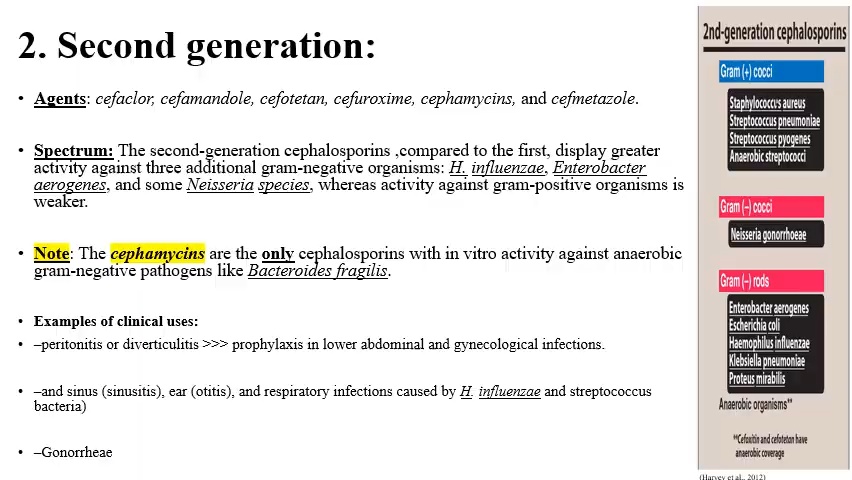 2. Second generation:
• Agents: cefaclor, cefamandole, cefotetan, cefuroxime, cephamycins, and cefmetazole.
• Spectrum: The second-generation cephalosporins ,compared to the first, display greater
activity against three additional gram-negative organisms: H. influenzae, Enterobacter
aerogenes, and some Neisseria species, whereas activity against gram-positive organisms is
weaker.
• Note: The cephamycins are the only cephalosporins with in vitro activity against anaerobic
gram-negative pathogens like Bacteroides fragilis.
• Examples of clinical uses:
• –peritonitis or diverticulitis >>> prophylaxis in lower abdominal and gynecological infections.
• –and sinus (sinusitis), ear (otitis), and respiratory infections caused by H. influenzae and streptococcus
bacteria)
• –Gonorrheae
2nd-generation cephalosporins
Gram (+) cocci
Staphylococcus aureus
Streptococcus pneumoniae
Streptococcus pyogenes
Anaerobic streptococci
Gram (–) cocci
Neisseria gonorrhoeae
Gram (–) rods
Enterobacter aerogenes
Escherichia coli
Haemophilus influenzae
Klebsiella pneumoniae
Proteus mirabilis
Anaerobic organisms**
**Cefoxitin and cefotetan have
anaerobic coverage
(Harvey et al., 2012)